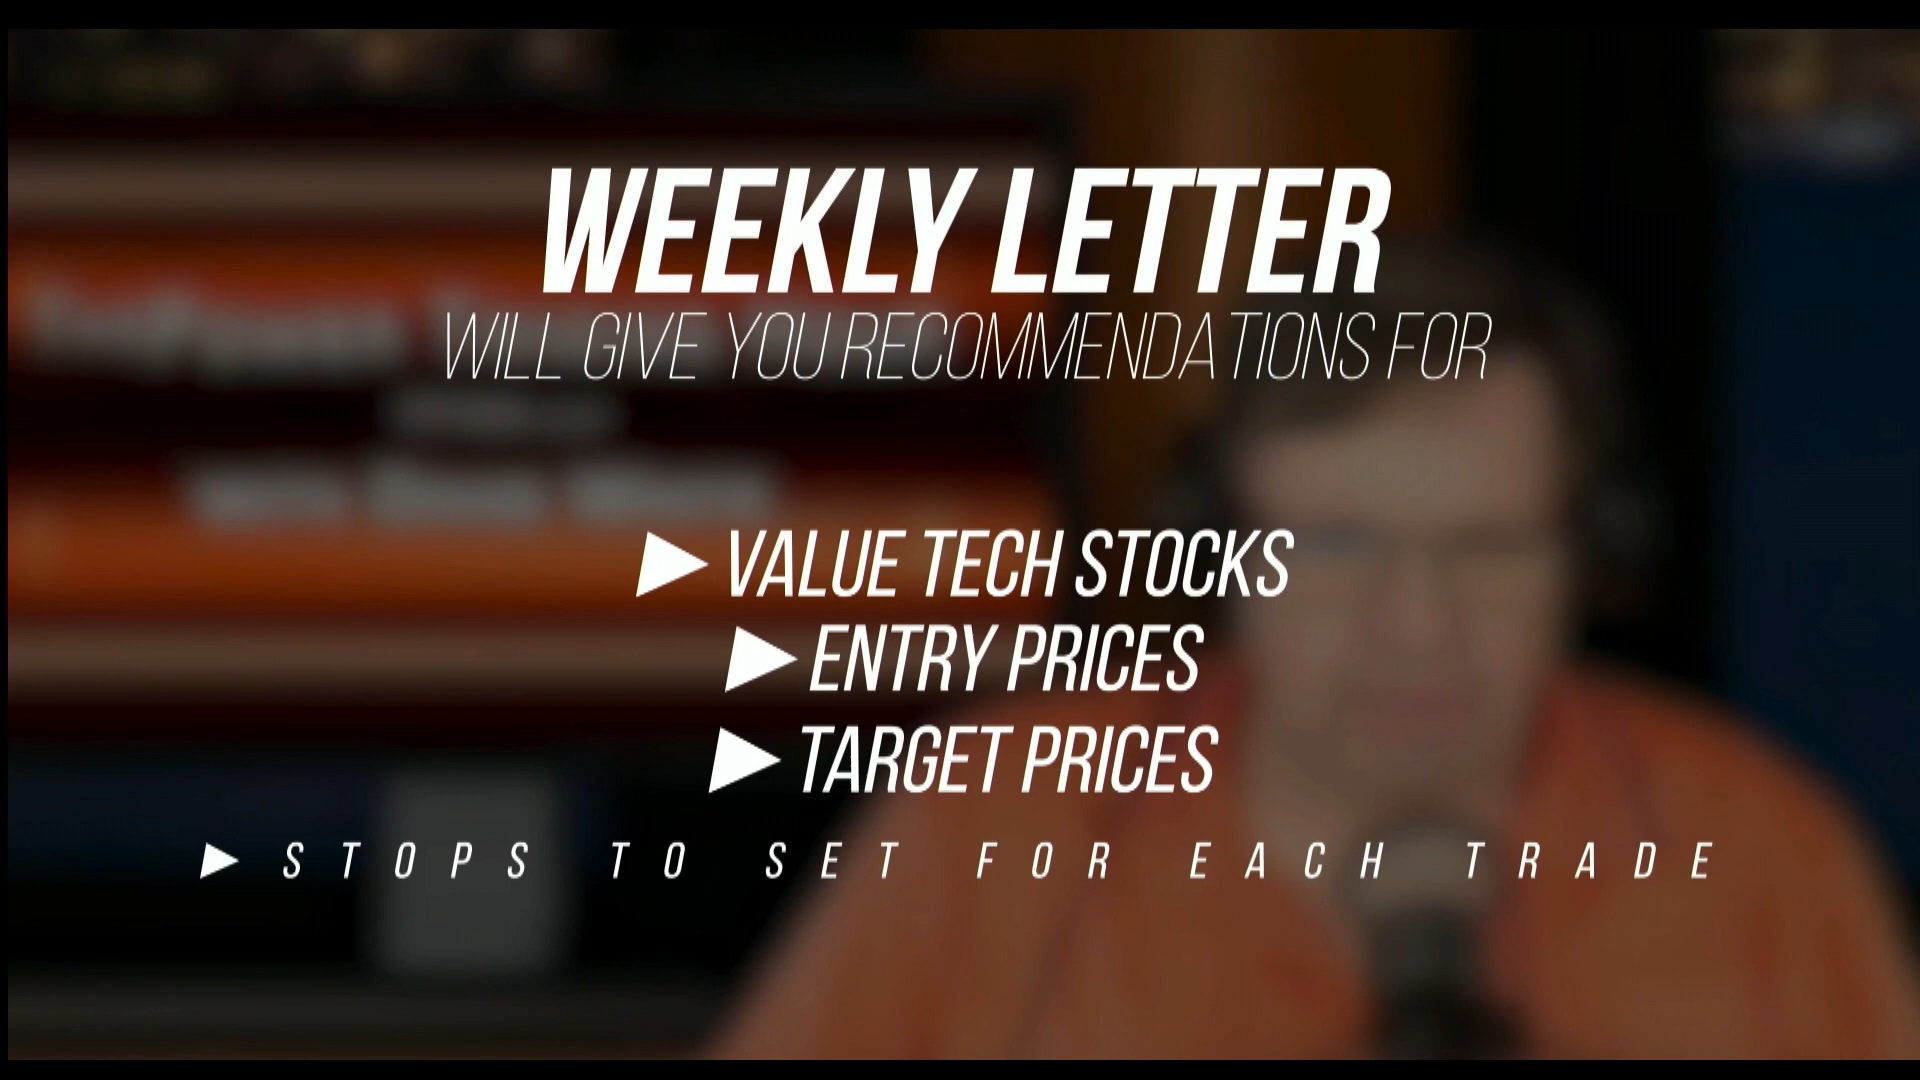 WEEKLY LETTER
WILL GIVE YOU RECOMMENDATIONS FOR
▶ VALUE TECH STOCKS
▶ ENTRY PRICES
▶ TARGET PRICES
▶ STOPS TO SET FOR EACH TRADE